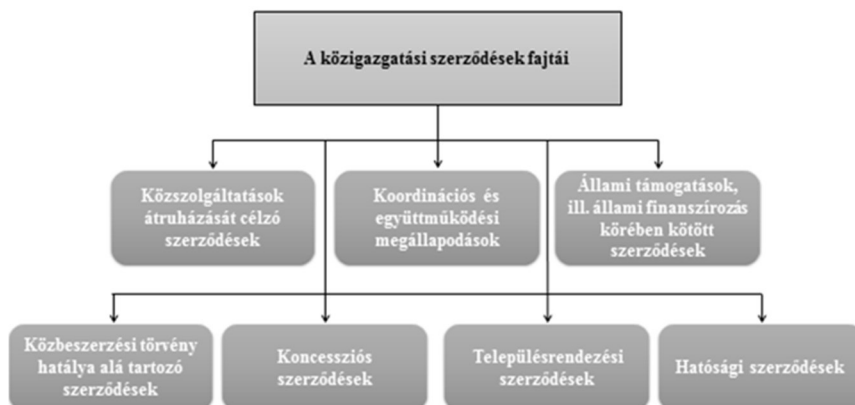 A közigazgatási szerződések fajtái
Közszolgáltatások
átruházását célzó
szerződések
Koordinációs és
együttműködési
megállapodások
Állami támogatások,
ill. állami finanszírozás
körében kötött
szerződések
Közbeszerzési törvény
hatálya alá tartozó
szerződések
Koncessziós
szerződések
Településrendezési
szerződések
Hatósági szerződések